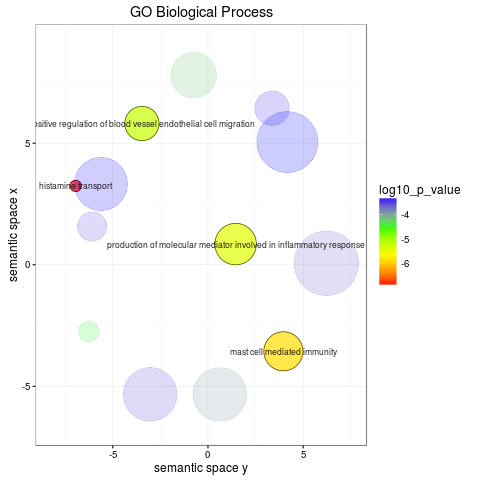 GO Biological Process
sitive regulation of blood vessel endothelial cell migration
histamine transport
production of molecular mediator involved in inflammatory response
mast cell mediated immunity
5
0
-5
-5
0
5
semantic space y
semantic space x
log10_p_value
-4
-5
-6